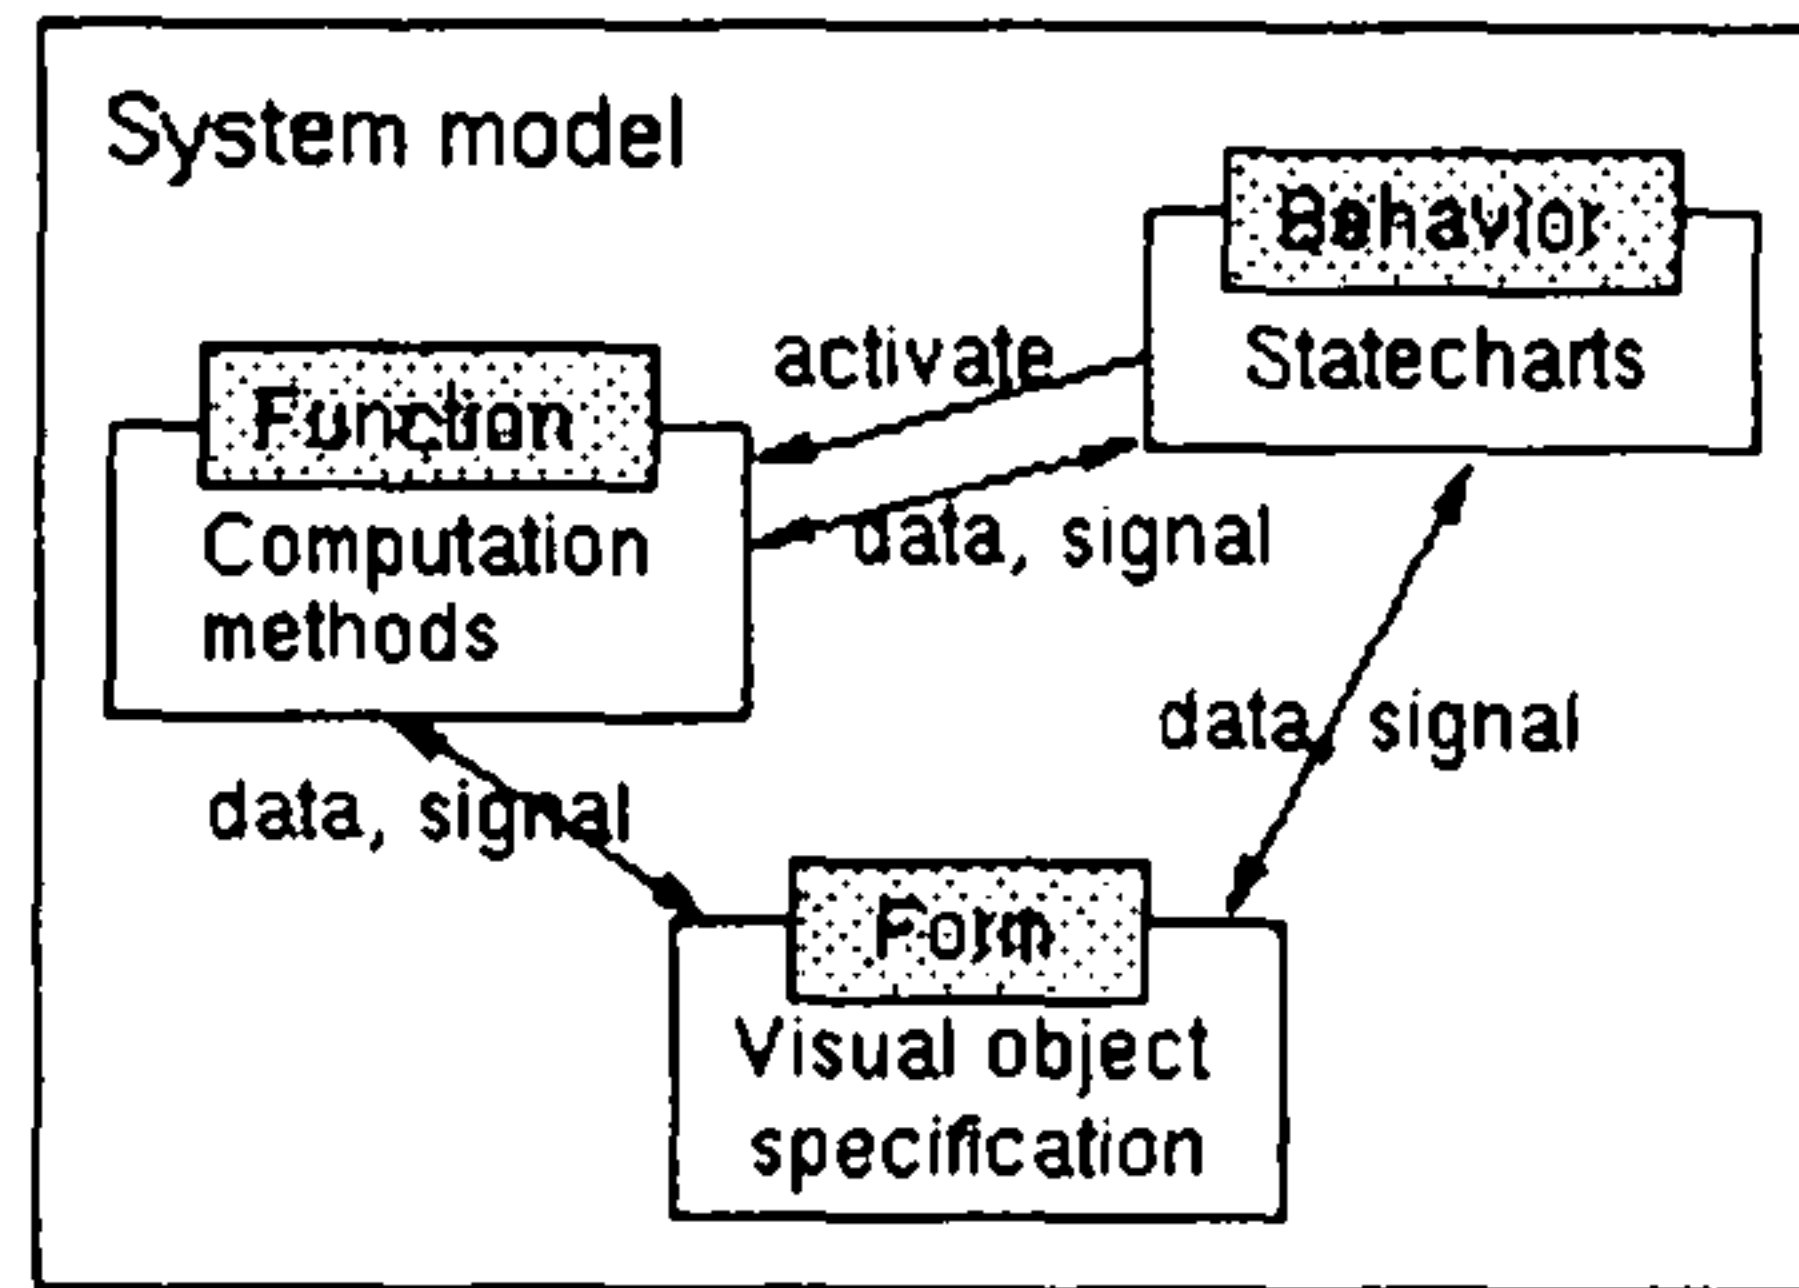 System model
Behavior
Statecharts
activate
Function
Computation
methods
data, signal
data, signal
data, signal
Form
Visual object
specification